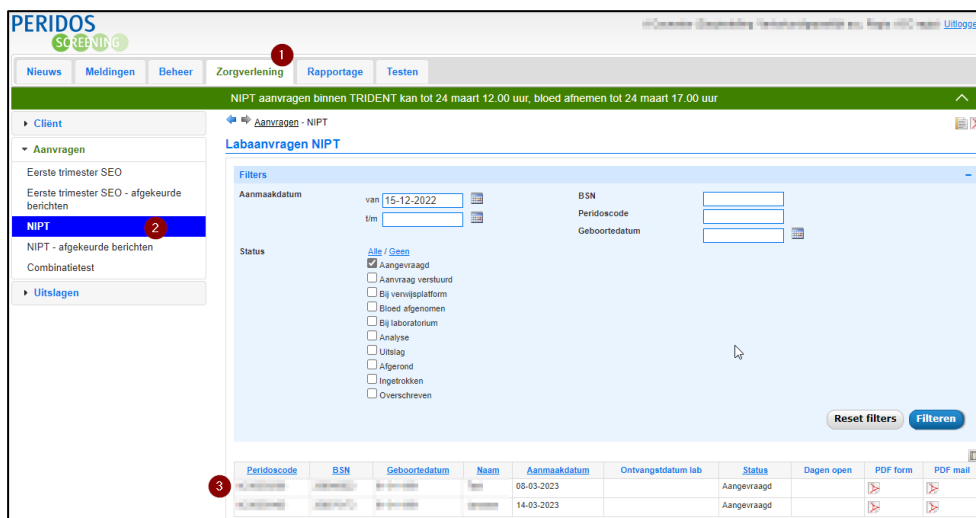 PERIDOS
SCREENING
Uitlogge
1
Nieuws Meldingen Beheer Zorgverlening Rapportage Testen
NIPT aanvragen binnen TRIDENT kan tot 24 maart 12.00 uur, bloed afnemen tot 24 maart 17.00 uur
Cliënt
Aanvragen - NIPT
Aanvragen
Labaanvragen NIPT
Eerste trimester SEO
Eerste trimester SEO - afgekeurde
berichten
NIPT 2
NIPT - afgekeurde berichten
Combinatietest
Uitslagen
Filters
Aanmaakdatum van 15-12-2022 BSN
t/m Peridoscode
Geboortedatum
Status Alle / Geen
Aangevraagd
Aanvraag verstuurd
Bij verwijsplatform
Bloed afgenomen
Bij laboratorium
Analyse
Uitslag
Afgerond
Ingetrokken
Overschreven
Reset filters Filteren
Peridoscode BSN Geboortedatum Naam Aanmaakdatum Ontvangstdatum lab Status Dagen open PDF form PDF mail
3 08-03-2023 Aangevraagd
14-03-2023 Aangevraagd